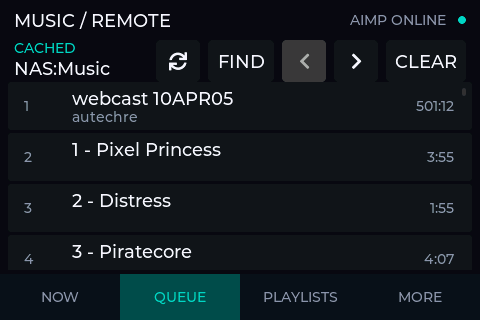 MUSIC / REMOTE
AIMP ONLINE
CACHED
NAS:Music
FIND
CLEAR
1
webcast 10APR05
autechre
501:12
2
1 - Pixel Princess
3:55
3
2 - Distress
1:55
4
3 - Piratecore
4:07
NOW
QUEUE
PLAYLISTS
MORE